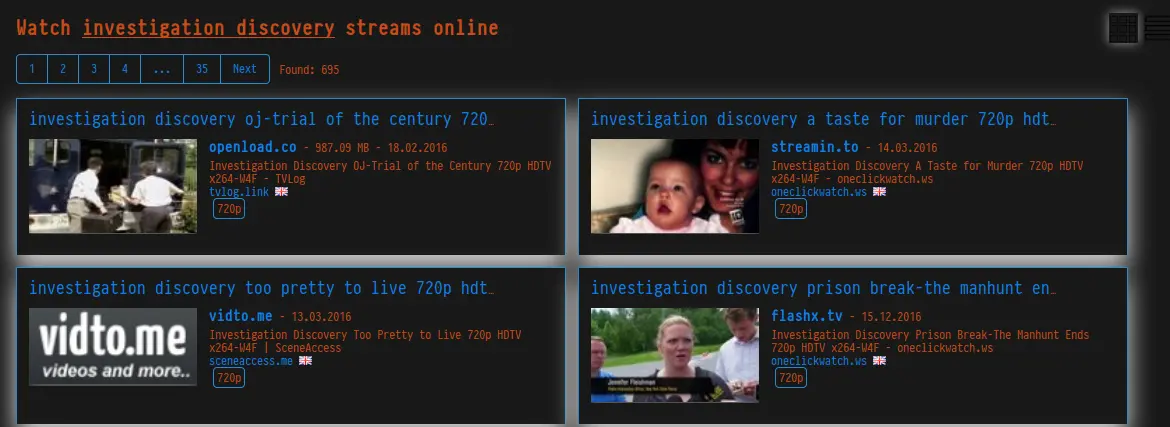 Watch investigation discovery streams online
1 2 3 4 ... 35 Next Found: 695
investigation discovery oj-trial of the century 720…
openload.co - 987.09 MB - 18.02.2016
Investigation Discovery OJ-Trial of the Century 720p HDTV
x264-W4F - TVLog
tvlog.link
720p
investigation discovery a taste for murder 720p hdt…
streamin.to - 14.03.2016
Investigation Discovery A Taste for Murder 720p HDTV
x264-W4F - oneclickwatch.ws
oneclickwatch.ws
720p
investigation discovery too pretty to live 720p hdt…
vidto.me
videos and more..
vidto.me - 13.03.2016
Investigation Discovery Too Pretty to Live 720p HDTV
x264-W4F | SceneAccess
sceneaccess.me
720p
investigation discovery prison break-the manhunt en…
Jennifer Fleishman
flashx.tv - 15.12.2016
Investigation Discovery Prison Break-The Manhunt Ends
720p HDTV x264-W4F - oneclickwatch.ws
oneclickwatch.ws
720p